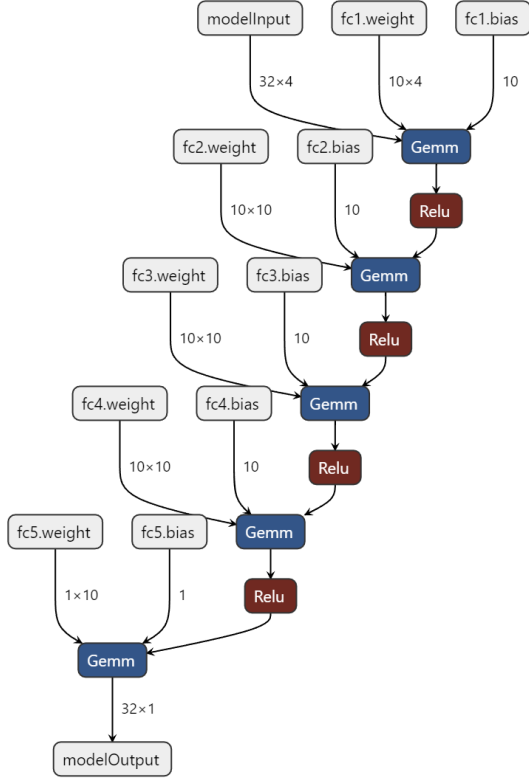 modelInput
fc1.weight
fc1.bias
32×4
10×4
10
fc2.weight
fc2.bias
Gemm
10×10
10
Relu
fc3.weight
fc3.bias
Gemm
10×10
10
Relu
fc4.weight
fc4.bias
Gemm
10×10
10
Relu
fc5.weight
fc5.bias
Gemm
1×10
1
Relu
Gemm
32×1
modelOutput